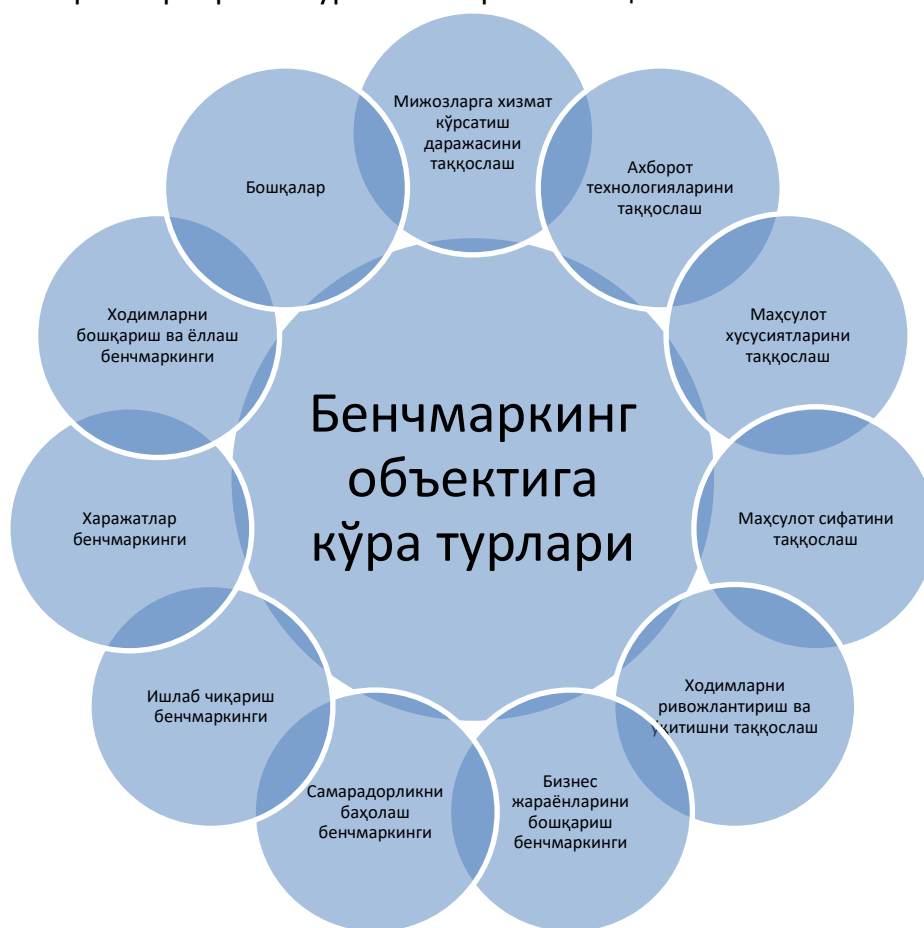 Бенчмаркинг
объектига
кўра турлари
Мижозларга хизмат
кўрсатиш
даражасини
таққослаш
Ахборот
технологияларини
таққослаш
Маҳсулот
хусусиятларини
таққослаш
Маҳсулот сифатини
таққослаш
Ходимларни
ривожлантириш ва
ўқитишни таққослаш
Бизнес
жараёнларини
бошқариш
бенчмаркинги
Самарадорликни
баҳолаш
бенчмаркинги
Ишлаб чиқариш
бенчмаркинги
Харажатлар
бенчмаркинги
Ходимларни
бошқариш ва ёллаш
бенчмаркинги
Бошқалар